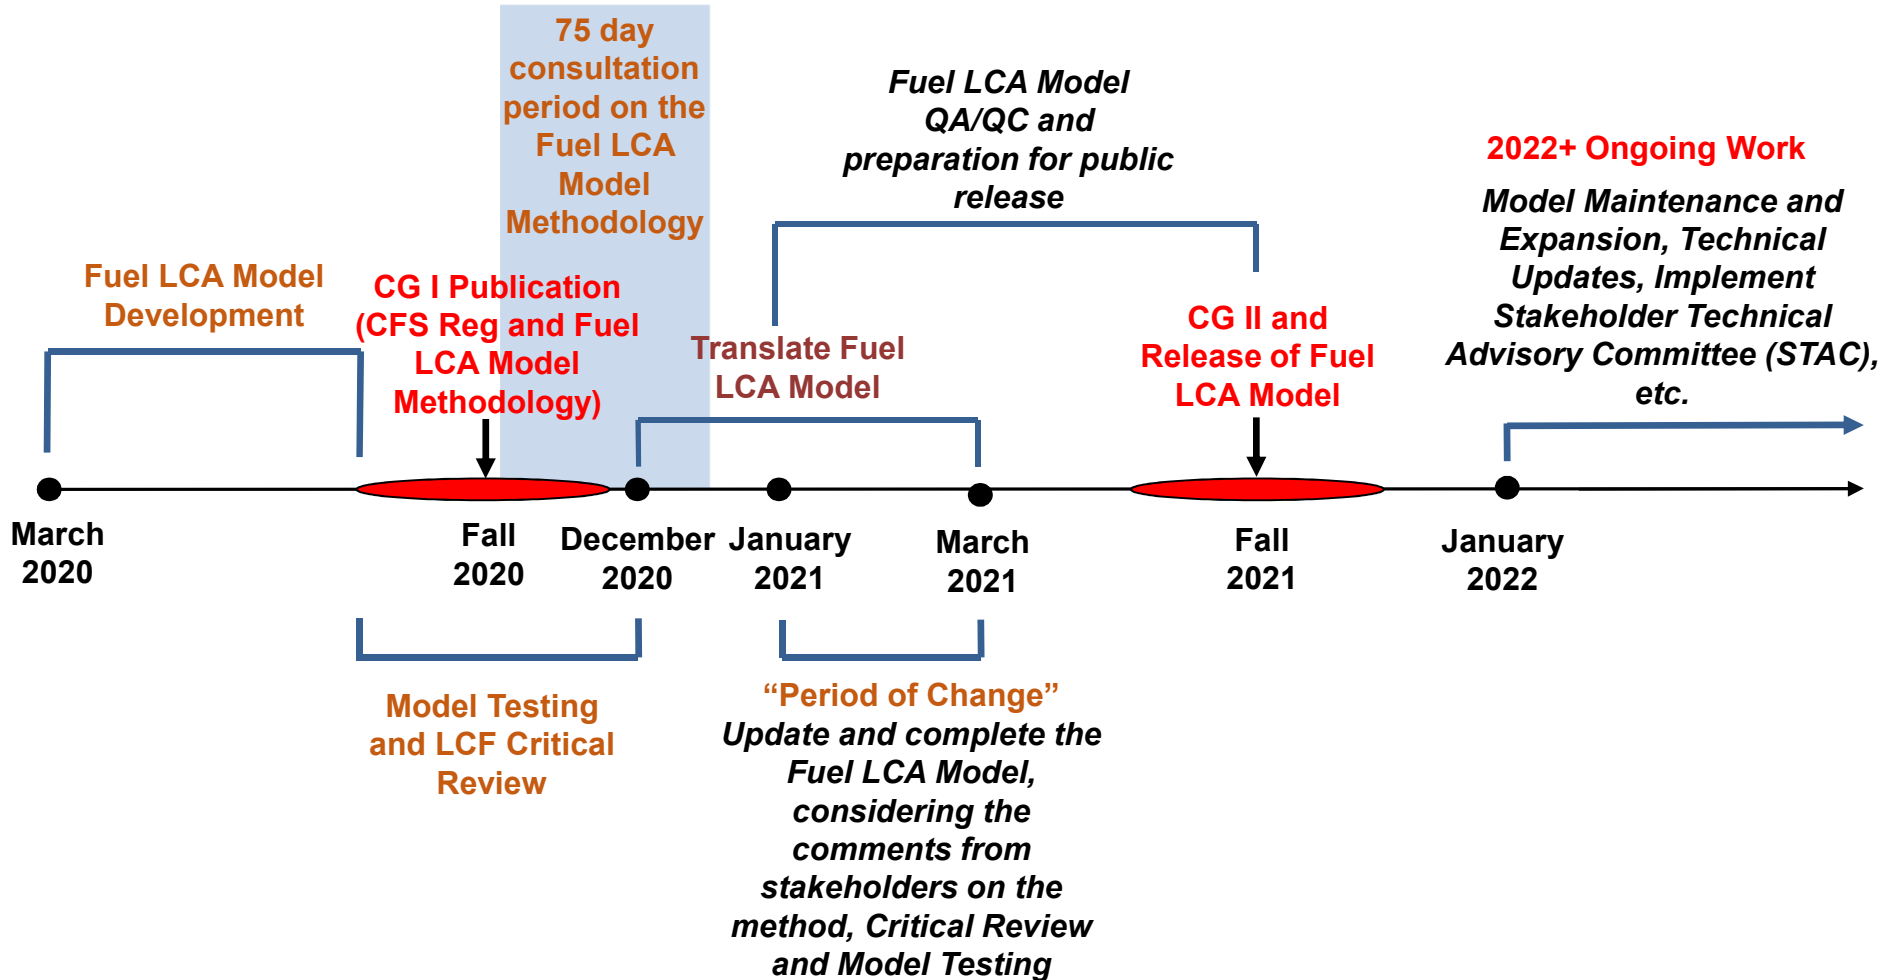 75 day
consultation
period on the
Fuel LCA
Model
Methodology
Fuel LCA Model
QA/QC and
preparation for public
release
2022+ Ongoing Work
Model Maintenance and
Expansion, Technical
Updates, Implement
Stakeholder Technical
Advisory Committee (STAC),
etc.
Fuel LCA Model
Development
CG I Publication
(CFS Reg and Fuel
LCA Model
Methodology)
Translate Fuel
LCA Model
CG II and
Release of Fuel
LCA Model
March
2020
Fall
2020
December
2020
January
2021
March
2021
Fall
2021
January
2022
Model Testing
and LCF Critical
Review
“Period of Change”
Update and complete the
Fuel LCA Model,
considering the
comments from
stakeholders on the
method, Critical Review
and Model Testing